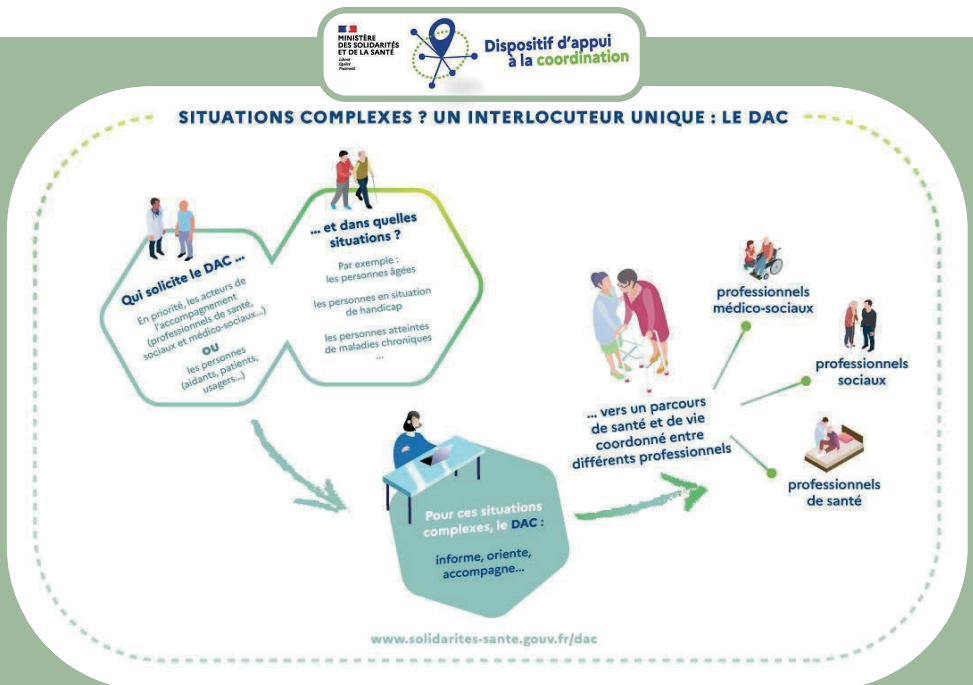 MINISTÈRE
DES SOLIDARITÉS
ET DE LA SANTÉ
Liberté
Égalité
Fraternité
Dispositif d'appui
à la coordination
SITUATIONS COMPLEXES ? UN INTERLOCUTEUR UNIQUE : LE DAC
Qui solicite le DAC ...
En priorité, les acteurs de
l'accompagnement
(professionnels de santé,
sociaux et médico-sociaux...)
OU
les personnes
(aidants, patients,
usagers...)
... et dans quelles
situations ?
Par exemple :
les personnes âgées
les personnes en situation
de handicap
les personnes atteintes
de maladies chroniques
...
Pour ces situations
complexes, le DAC :
informe, oriente,
accompagne...
... vers un parcours
de santé et de vie
coordonné entre
différents professionnels
professionnels
médico-sociaux
professionnels
sociaux
professionnels
de santé
www.solidarites-sante.gouv.fr/dac